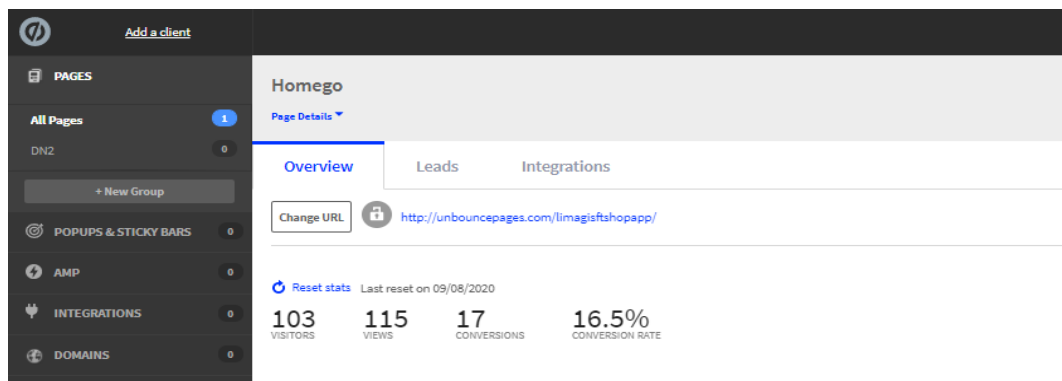 Add a client
PAGES
All Pages 1
DN2 0
+ New Group
POPUPS & STICKY BARS 0
AMP 0
INTEGRATIONS 0
DOMAINS 0
Homego
Page Details
Overview Leads Integrations
Change URL http://unbouncepages.com/limagisftshopapp/
Reset stats Last reset on 09/08/2020
103 115 17 16.5%
VISITORS VIEWS CONVERSIONS CONVERSION RATE